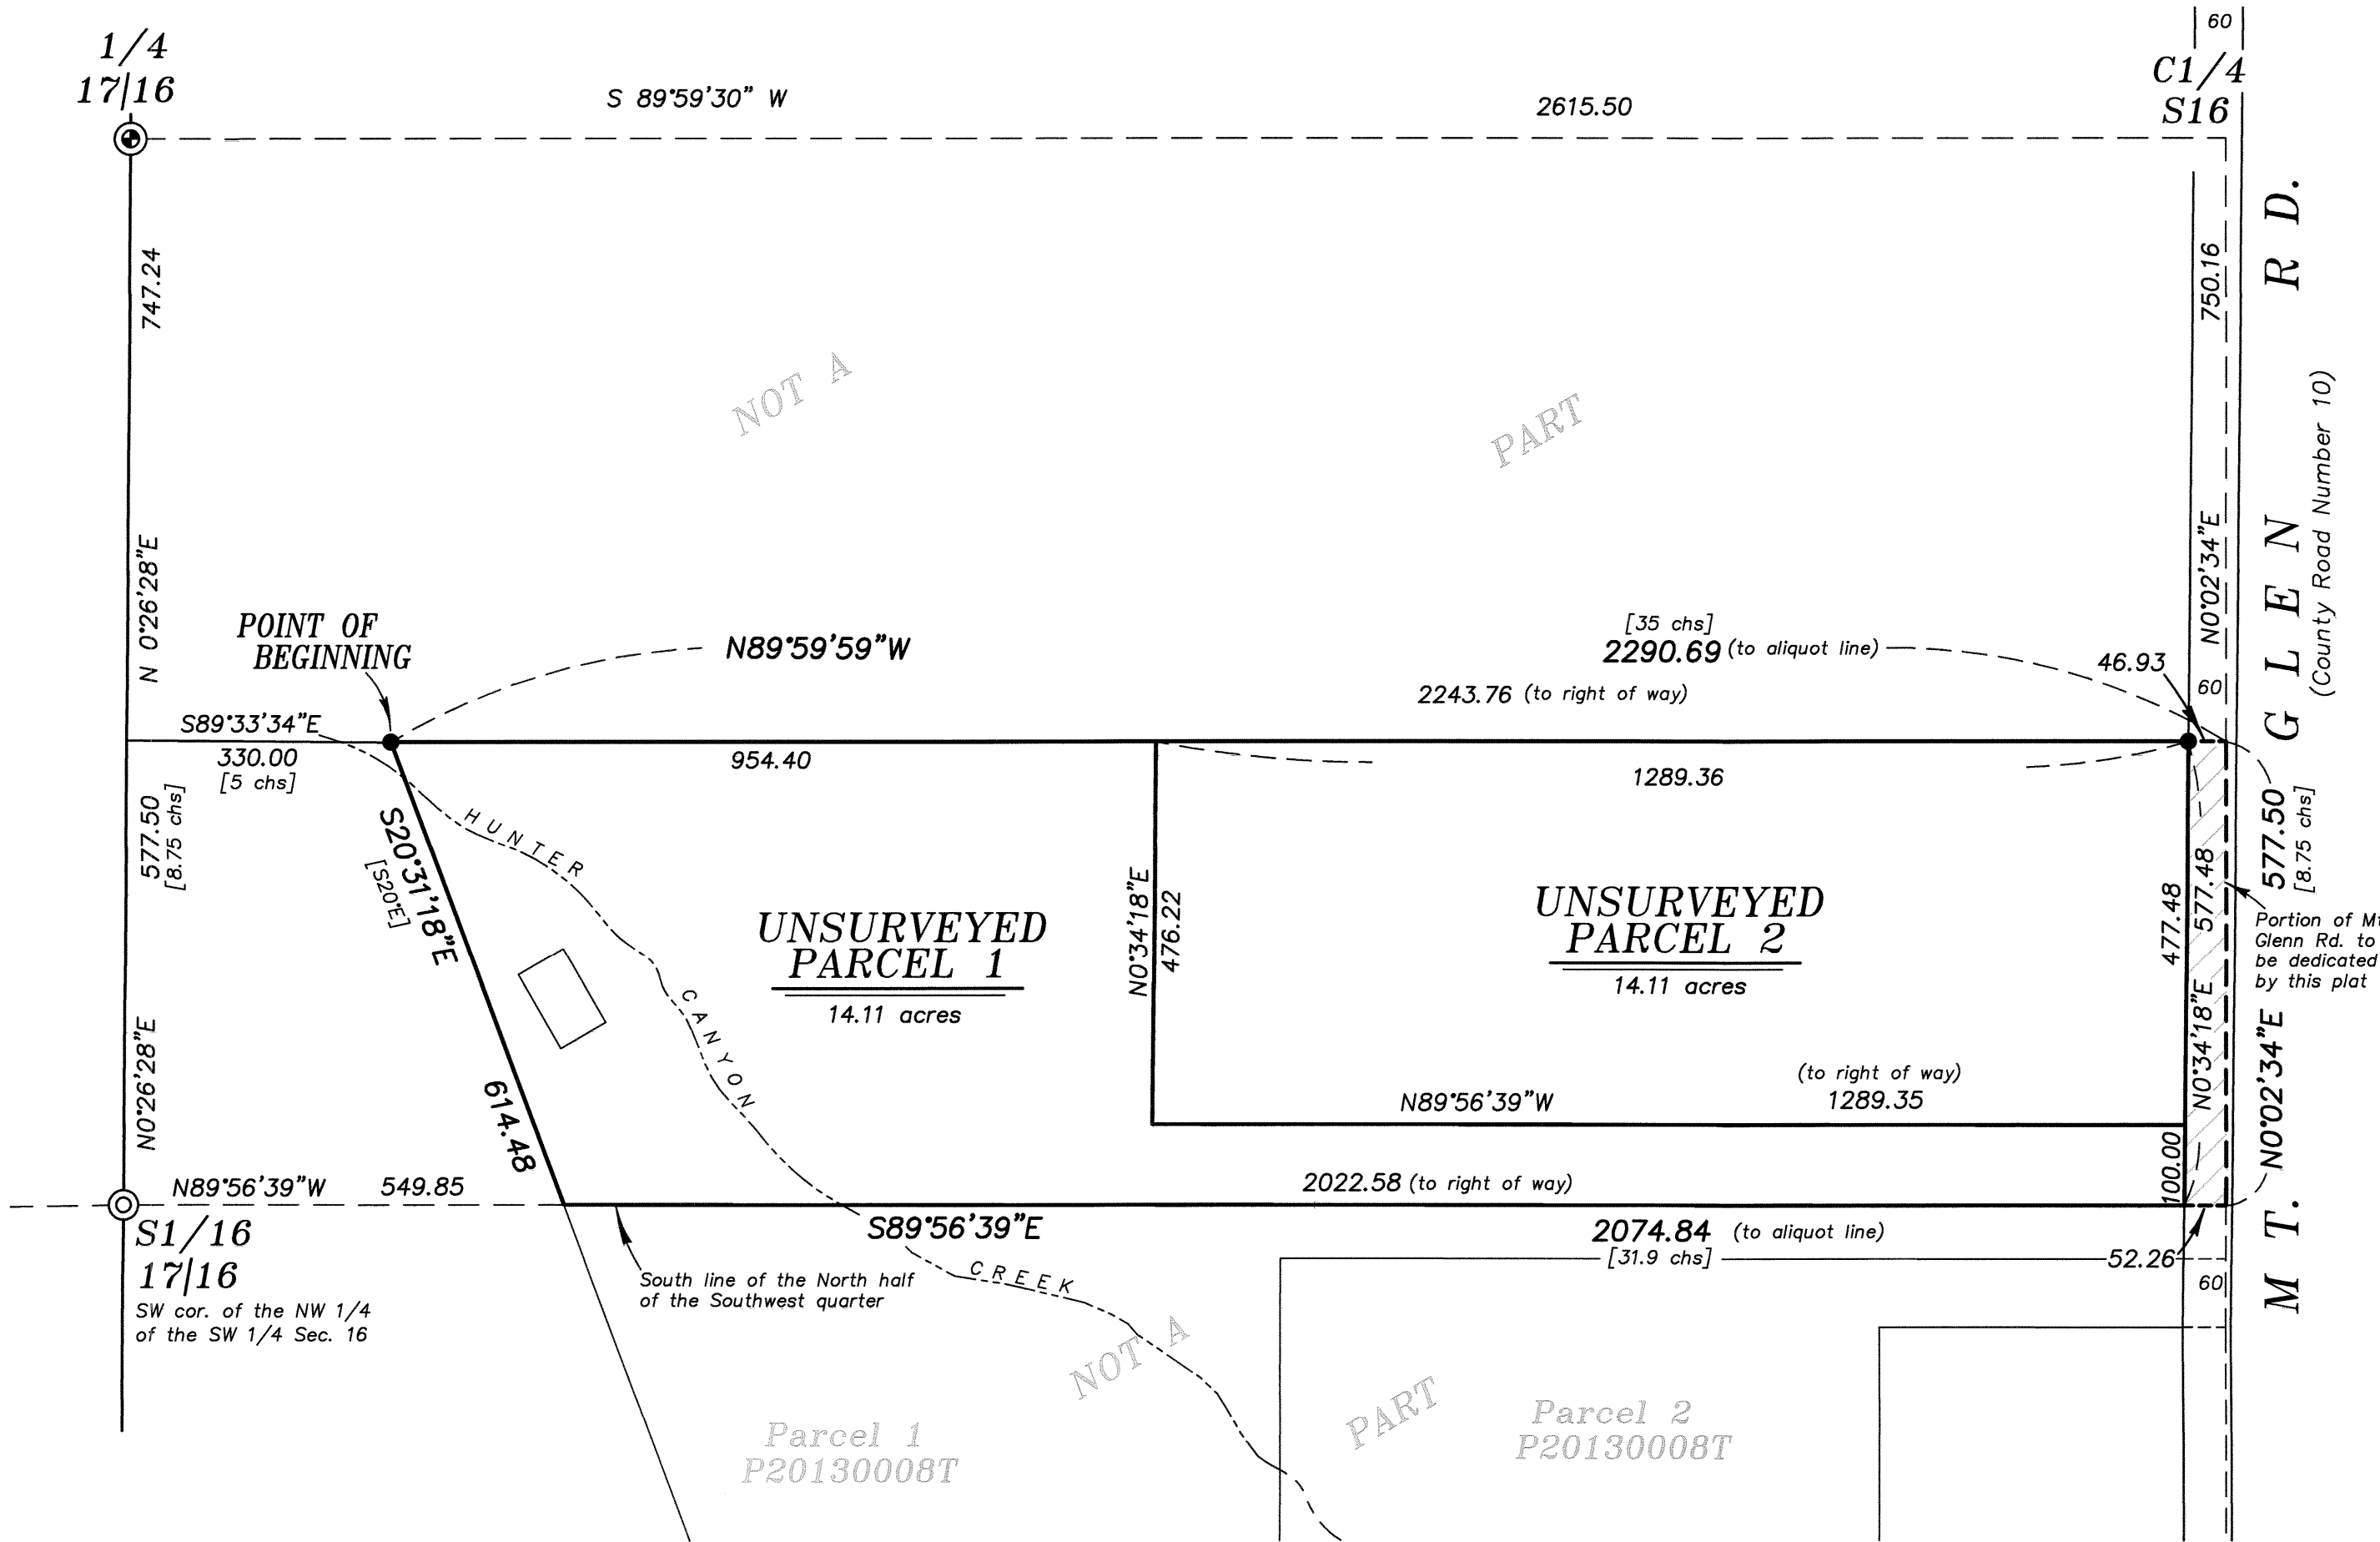 60
1/4
17|16
C1/4
S16
S 89°59'30" W
2615.50
747.24
750.16
R D.
NOT A
PART
N 0°26'28"E
N0°02'34"E
G L E N
(County Road Number 10)
POINT OF
BEGINNING
N89°59'59"W
[35 chs]
2290.69 (to aliquot line)
46.93
2243.76 (to right of way)
60
S89°33'34"E
330.00
[5 chs]
954.40
1289.36
577.50
[8.75 chs]
577.50
[8.75 chs]
S20°31'18"E
[S20°E]
614.48
HUNTER
CANYON
CREEK
UNSURVEYED
PARCEL 1
14.11 acres
N0°34'18"E
476.22
UNSURVEYED
PARCEL 2
14.11 acres
477.48
577.48
N0°34'18"E
Portion of Mt
Glenn Rd. to
be dedicated
by this plat
N0°02'34"E
(to right of way)
N89°56'39"W
1289.35
100.00
N0°26'28"E
N89°56'39"W
549.85
2022.58 (to right of way)
S1/16
17|16
SW cor. of the NW 1/4
of the SW 1/4 Sec. 16
S89°56'39"E
2074.84 (to aliquot line)
[31.9 chs]
52.26
60
M T.
South line of the North half
of the Southwest quarter
NOT A
PART
Parcel 1
P20130008T
Parcel 2
P20130008T